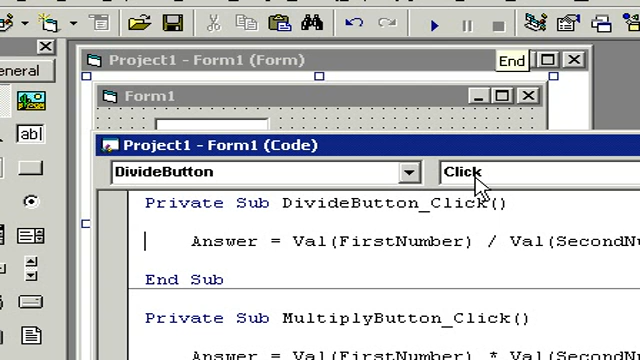 Project1 - Form1 (Form)
End
General
Form1
ab|
Project1 - Form1 (Code)
DivideButton
Click
Private Sub DivideButton_Click()
Answer = Val(FirstNumber) / Val(SecondNu
End Sub
Private Sub MultiplyButton_Click()
Answer = Val(FirstNumber) * Val(SecondNu